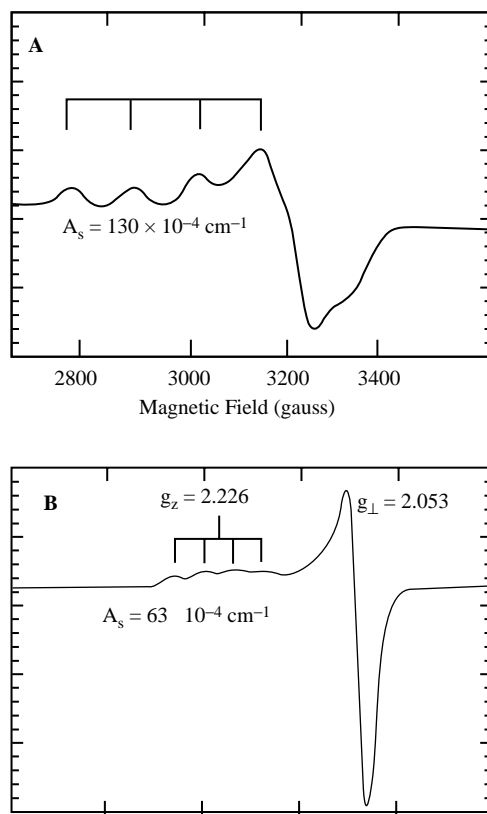 A
A_s = 130 × 10⁻⁴ cm⁻¹
2800 3000 3200 3400
Magnetic Field (gauss)
B
g_z = 2.226
g_⊥ = 2.053
A_s = 63 10⁻⁴ cm⁻¹